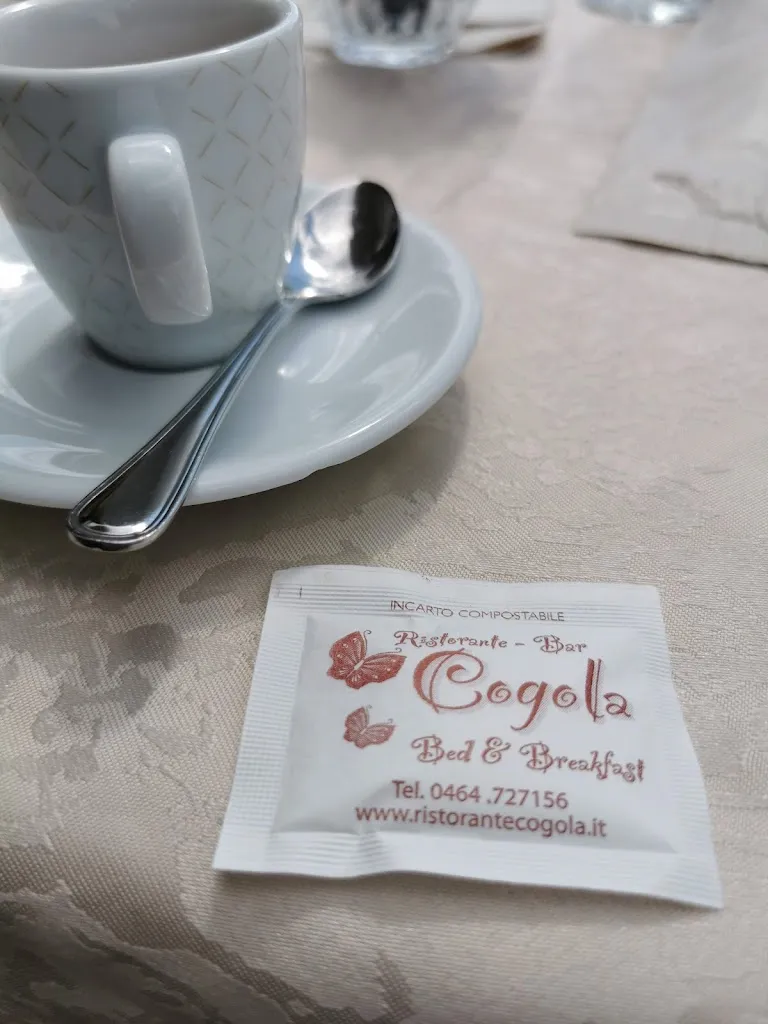 INCARTO COMPOSTABILE
Ristorante - Bar
Cogola
Bed & Breakfast
Tel. 0464 .727156
www.ristorantecogola.it